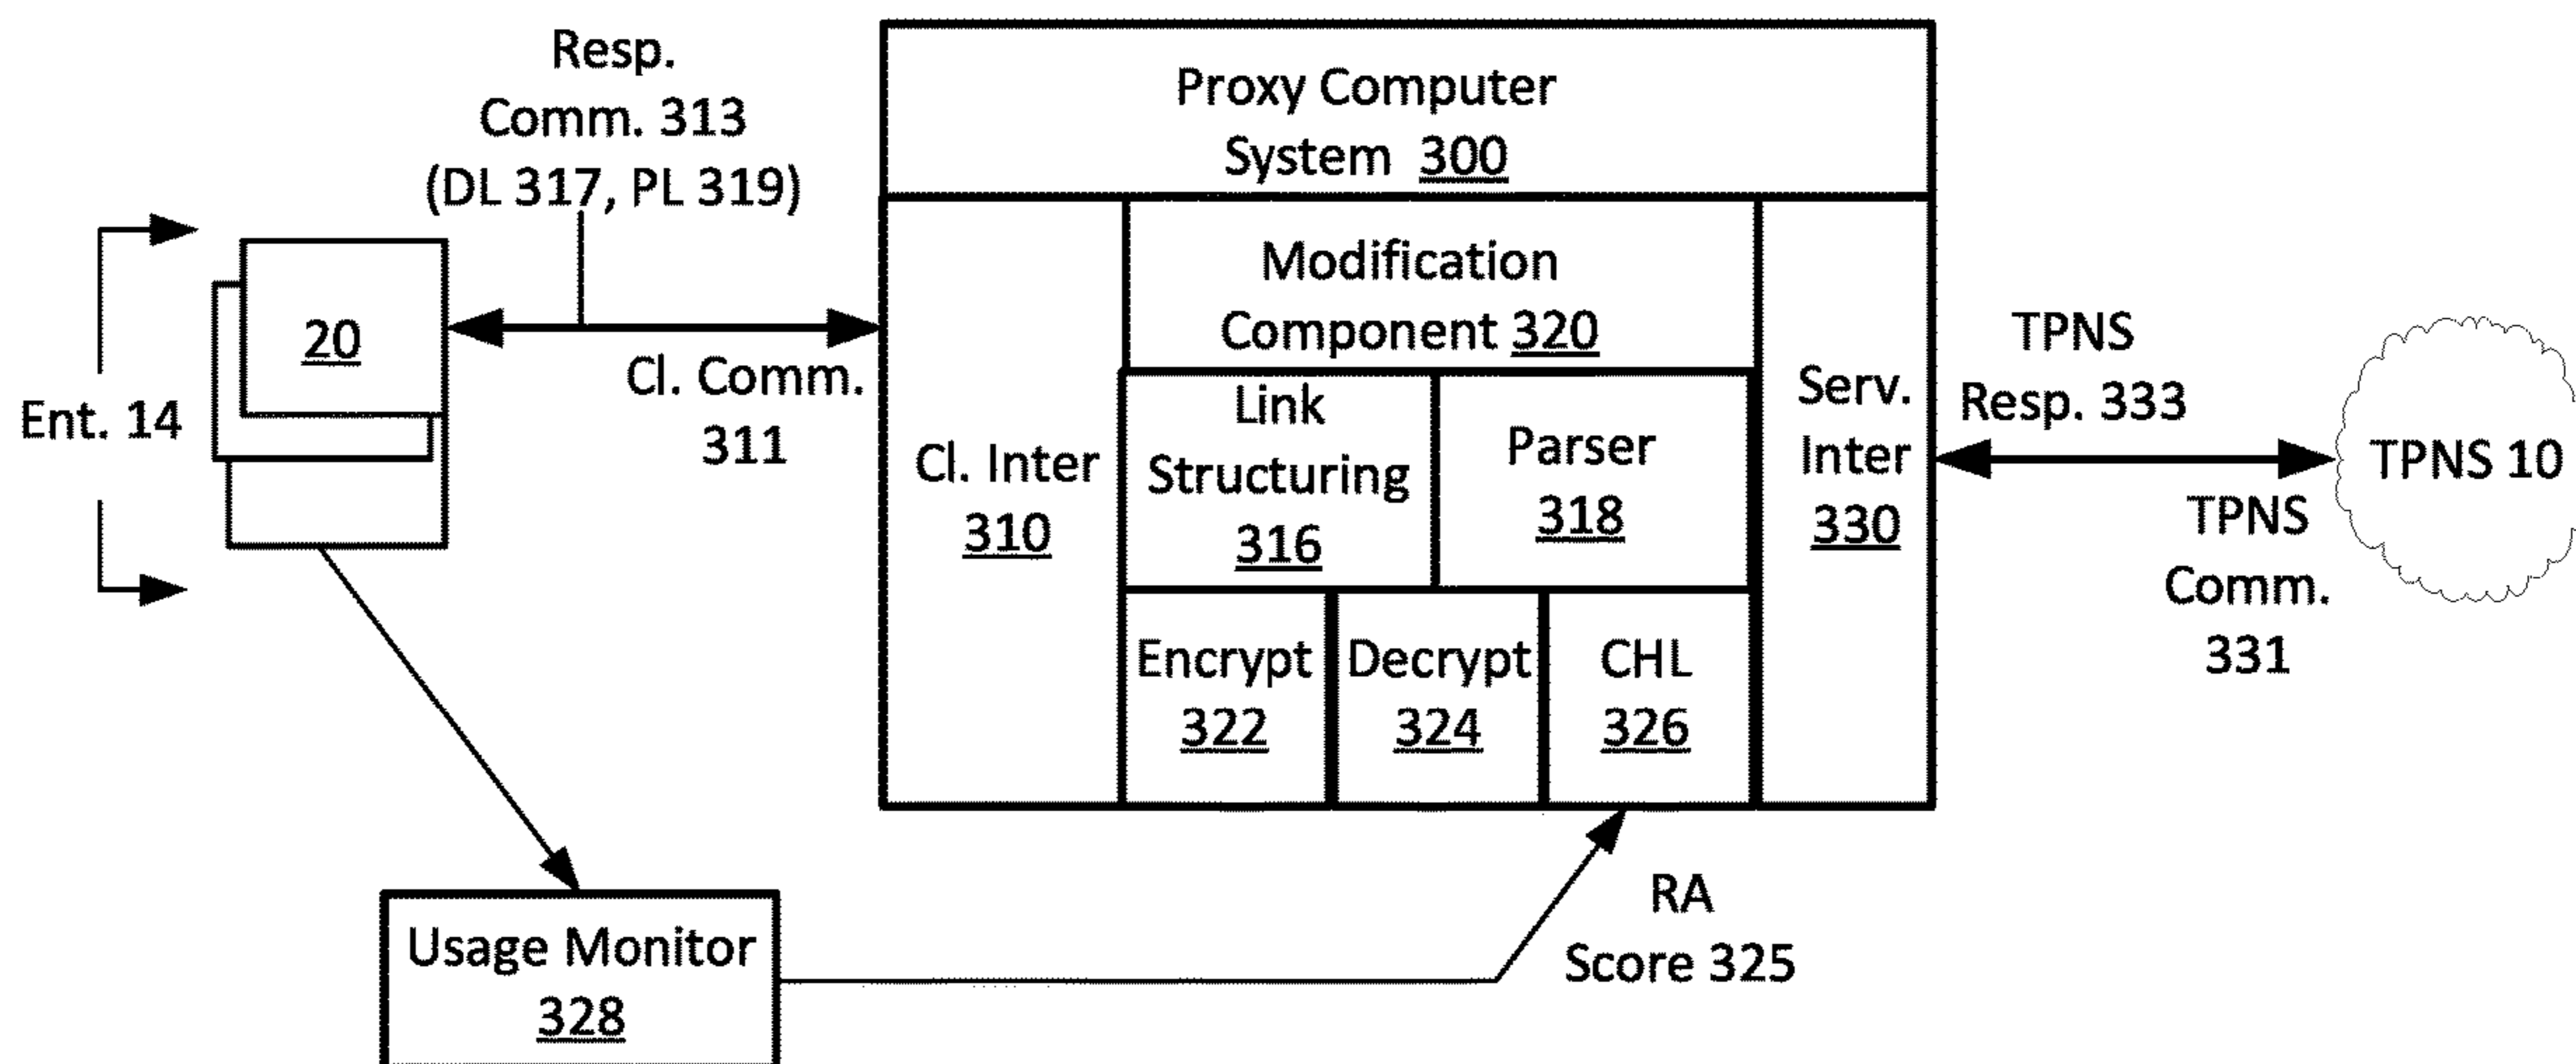 Resp.
Comm. 313
(DL 317, PL 319)
Proxy Computer
System 300
Ent. 14
20
Cl. Comm.
311
Cl. Inter
310
Modification
Component 320
Link
Structuring
316
Parser
318
Encrypt
322
Decrypt
324
CHL
326
Serv.
Inter
330
TPNS
Resp. 333
TPNS
Comm.
331
TPNS 10
Usage Monitor
328
RA
Score 325